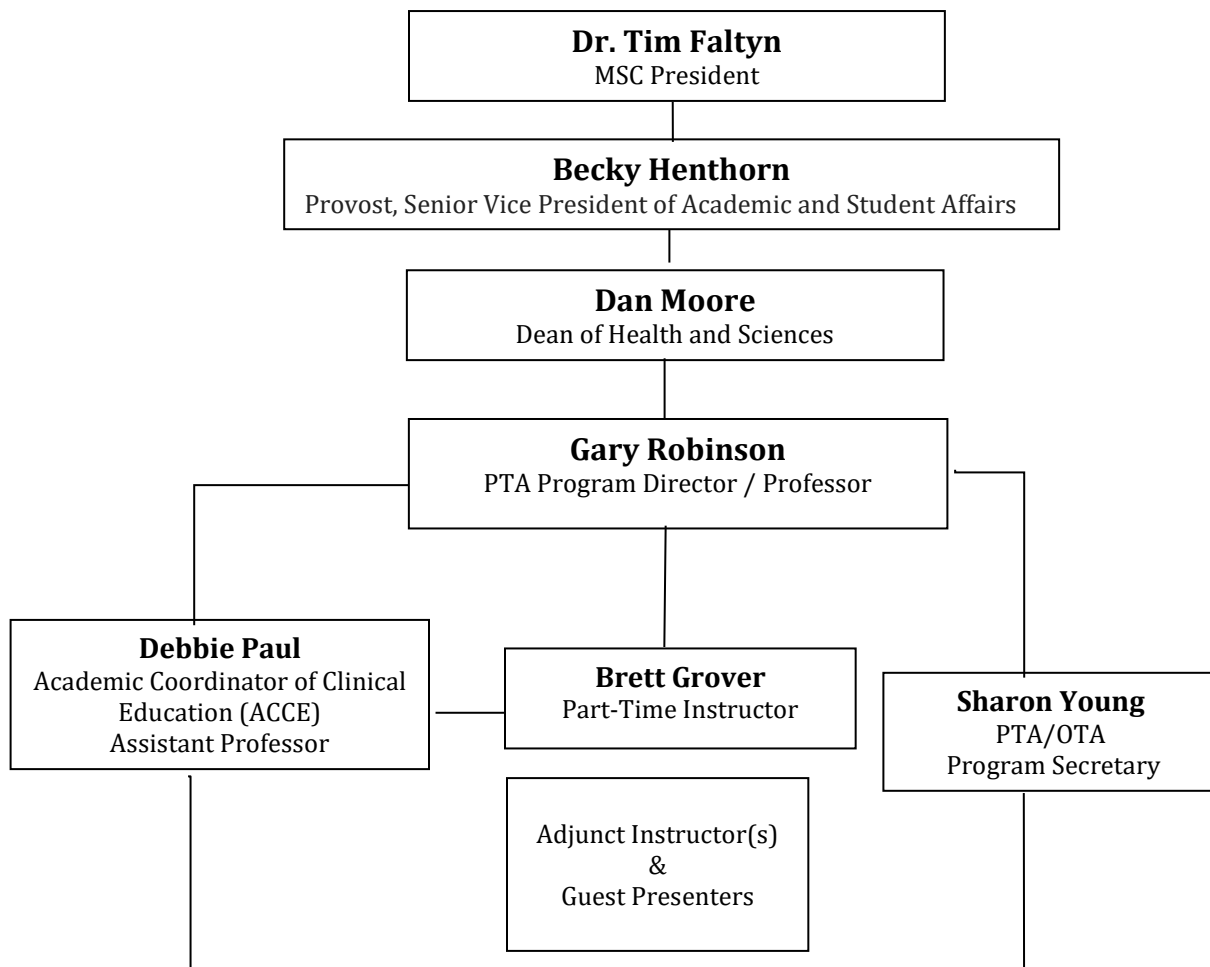 Dr. Tim Faltyn
MSC President
Becky Henthorn
Provost, Senior Vice President of Academic and Student Affairs
Dan Moore
Dean of Health and Sciences
Gary Robinson
PTA Program Director / Professor
Debbie Paul
Academic Coordinator of Clinical
Education (ACCE)
Assistant Professor
Brett Grover
Part-Time Instructor
Sharon Young
PTA/OTA
Program Secretary
Adjunct Instructor(s)
&
Guest Presenters